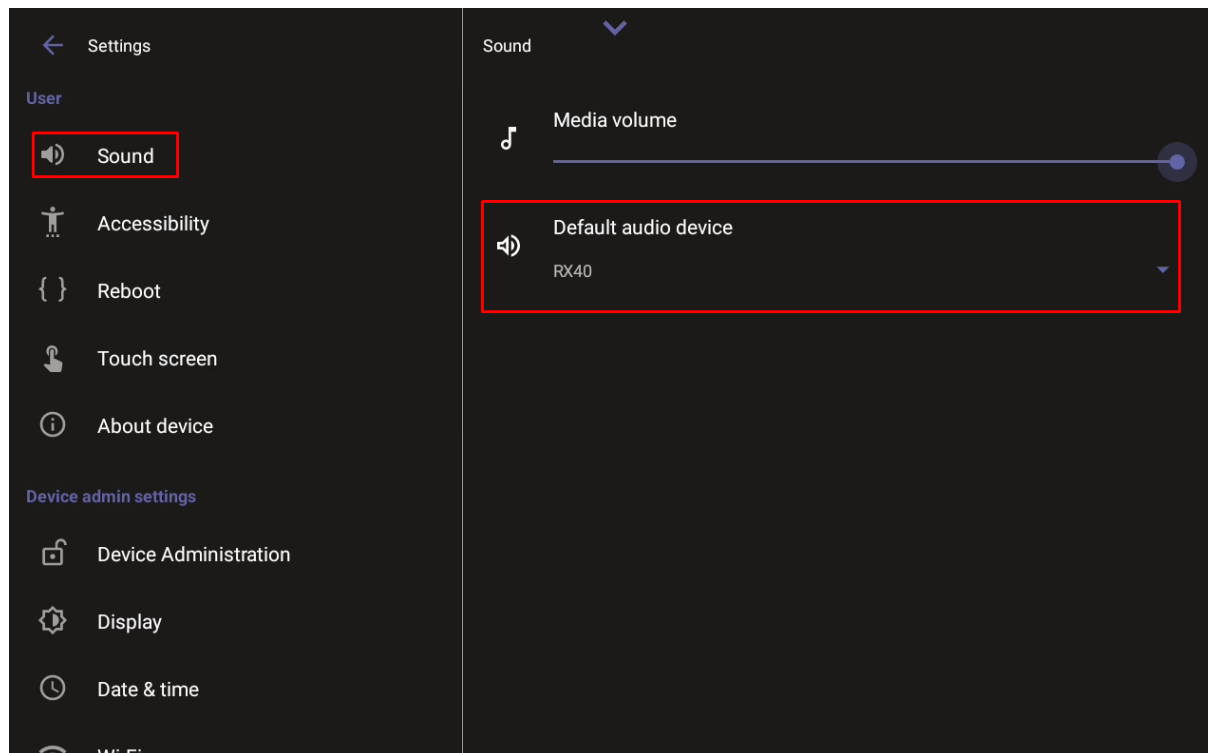 Settings
User
Sound
Accessibility
Reboot
Touch screen
About device
Device admin settings
Device Administration
Display
Date & time
Sound
Media volume
Default audio device
RX40